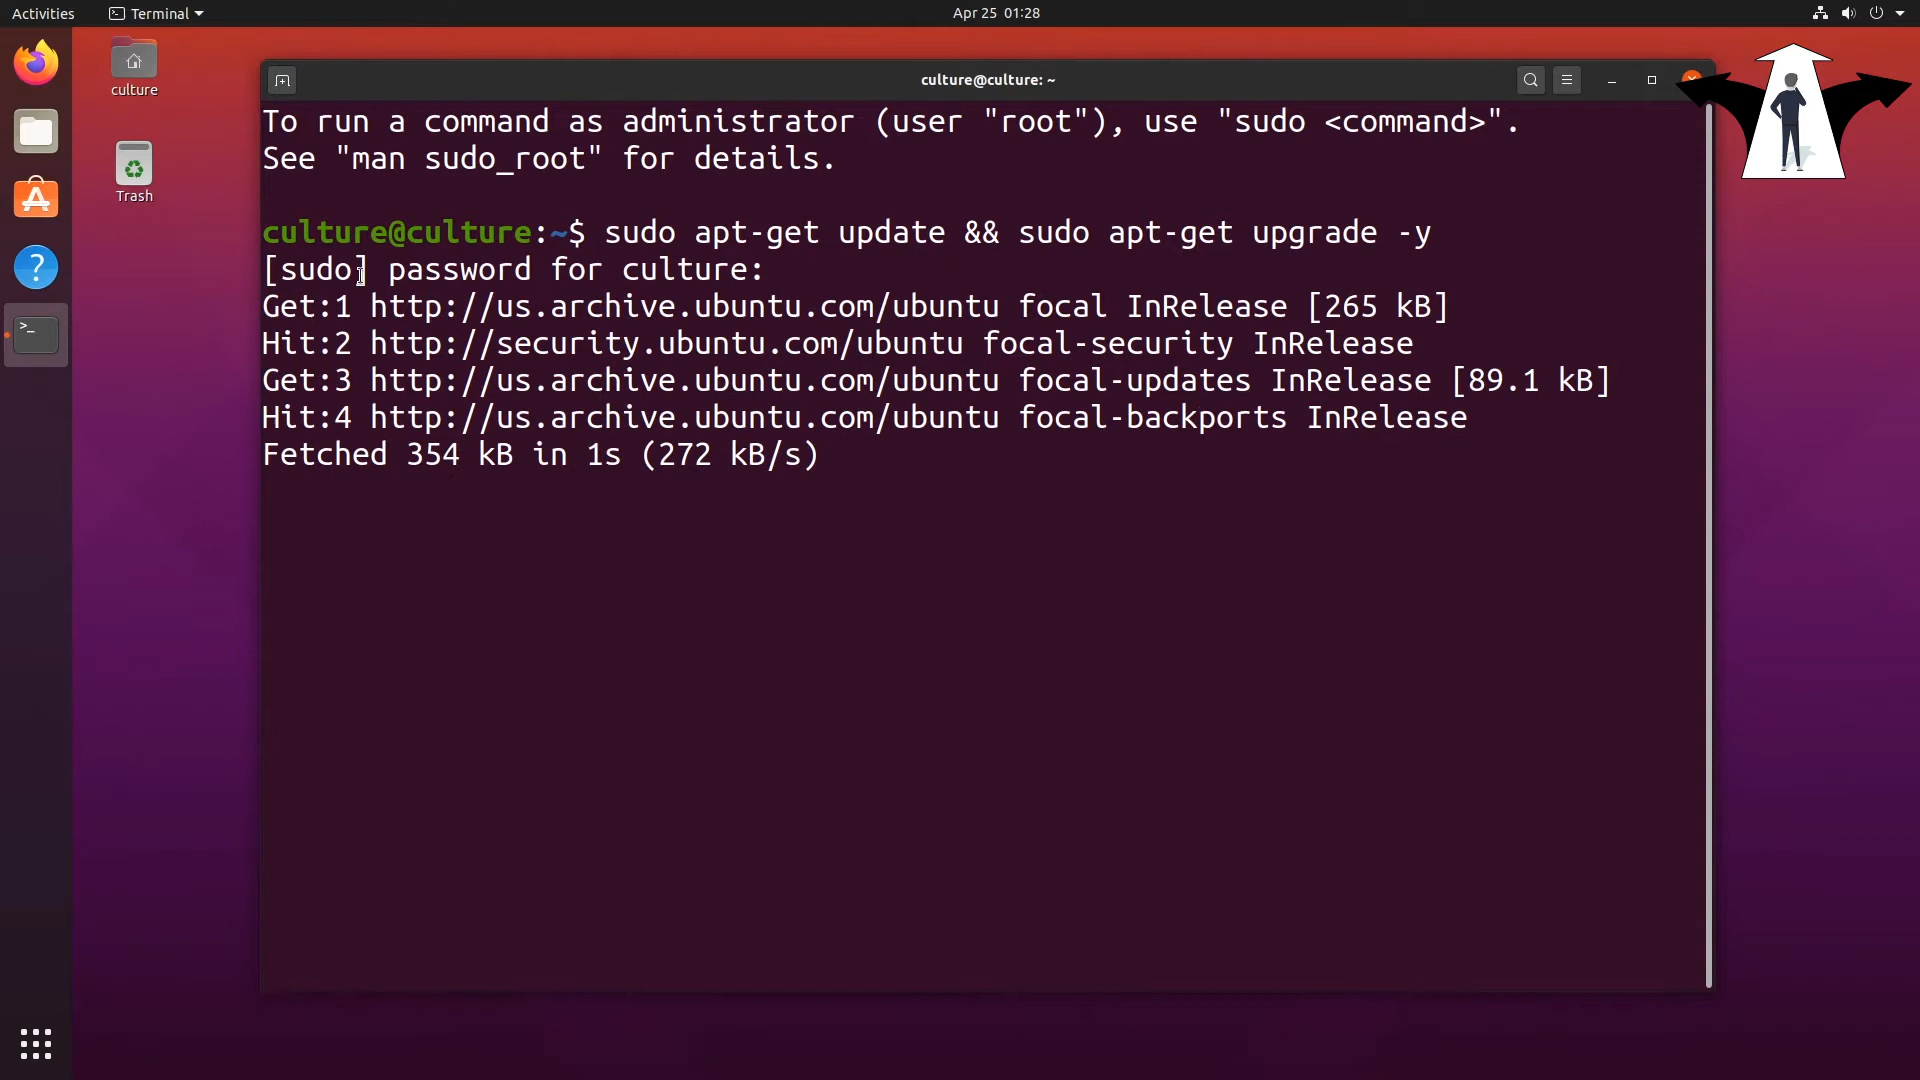 Activities
Terminal
Apr 25 01:28
culture
Trash
culture@culture: ~
To run a command as administrator (user "root"), use "sudo <command>".
See "man sudo_root" for details.
culture@culture:~$ sudo apt-get update && sudo apt-get upgrade -y
[sudo] password for culture:
Get:1 http://us.archive.ubuntu.com/ubuntu focal InRelease [265 kB]
Hit:2 http://security.ubuntu.com/ubuntu focal-security InRelease
Get:3 http://us.archive.ubuntu.com/ubuntu focal-updates InRelease [89.1 kB]
Hit:4 http://us.archive.ubuntu.com/ubuntu focal-backports InRelease
Fetched 354 kB in 1s (272 kB/s)